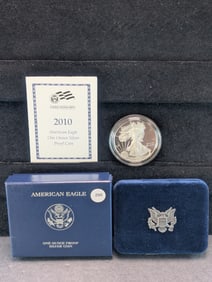 2010
American Eagle
One Ounce Silver
Proof Coin
AMERICAN EAGLE
ONE OUNCE PROOF
SILVER COIN